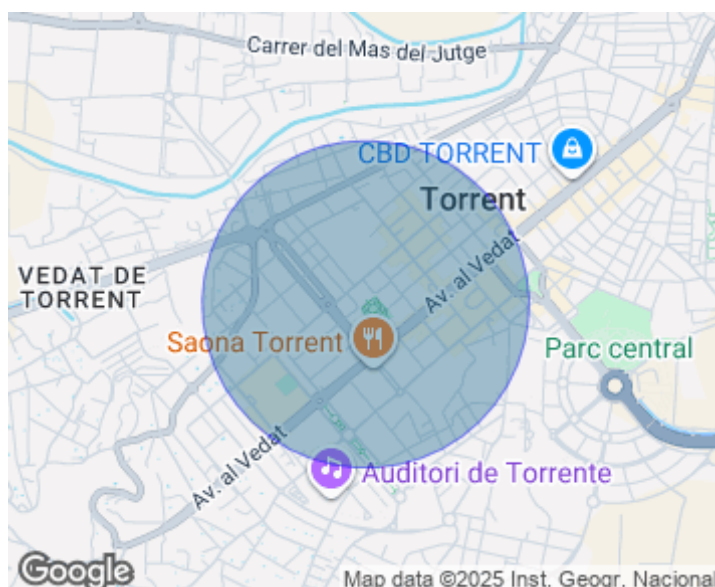 Carrer del Mas del Jutge
CBD TORRENT
Torrent
VEDAT DE
TORRENT
Av. al Vedat
Saona Torrent
Parc central
Av. al Vedat
Auditori de Torrente
Google
Map data ©2025 Inst. Geogr. Nacional